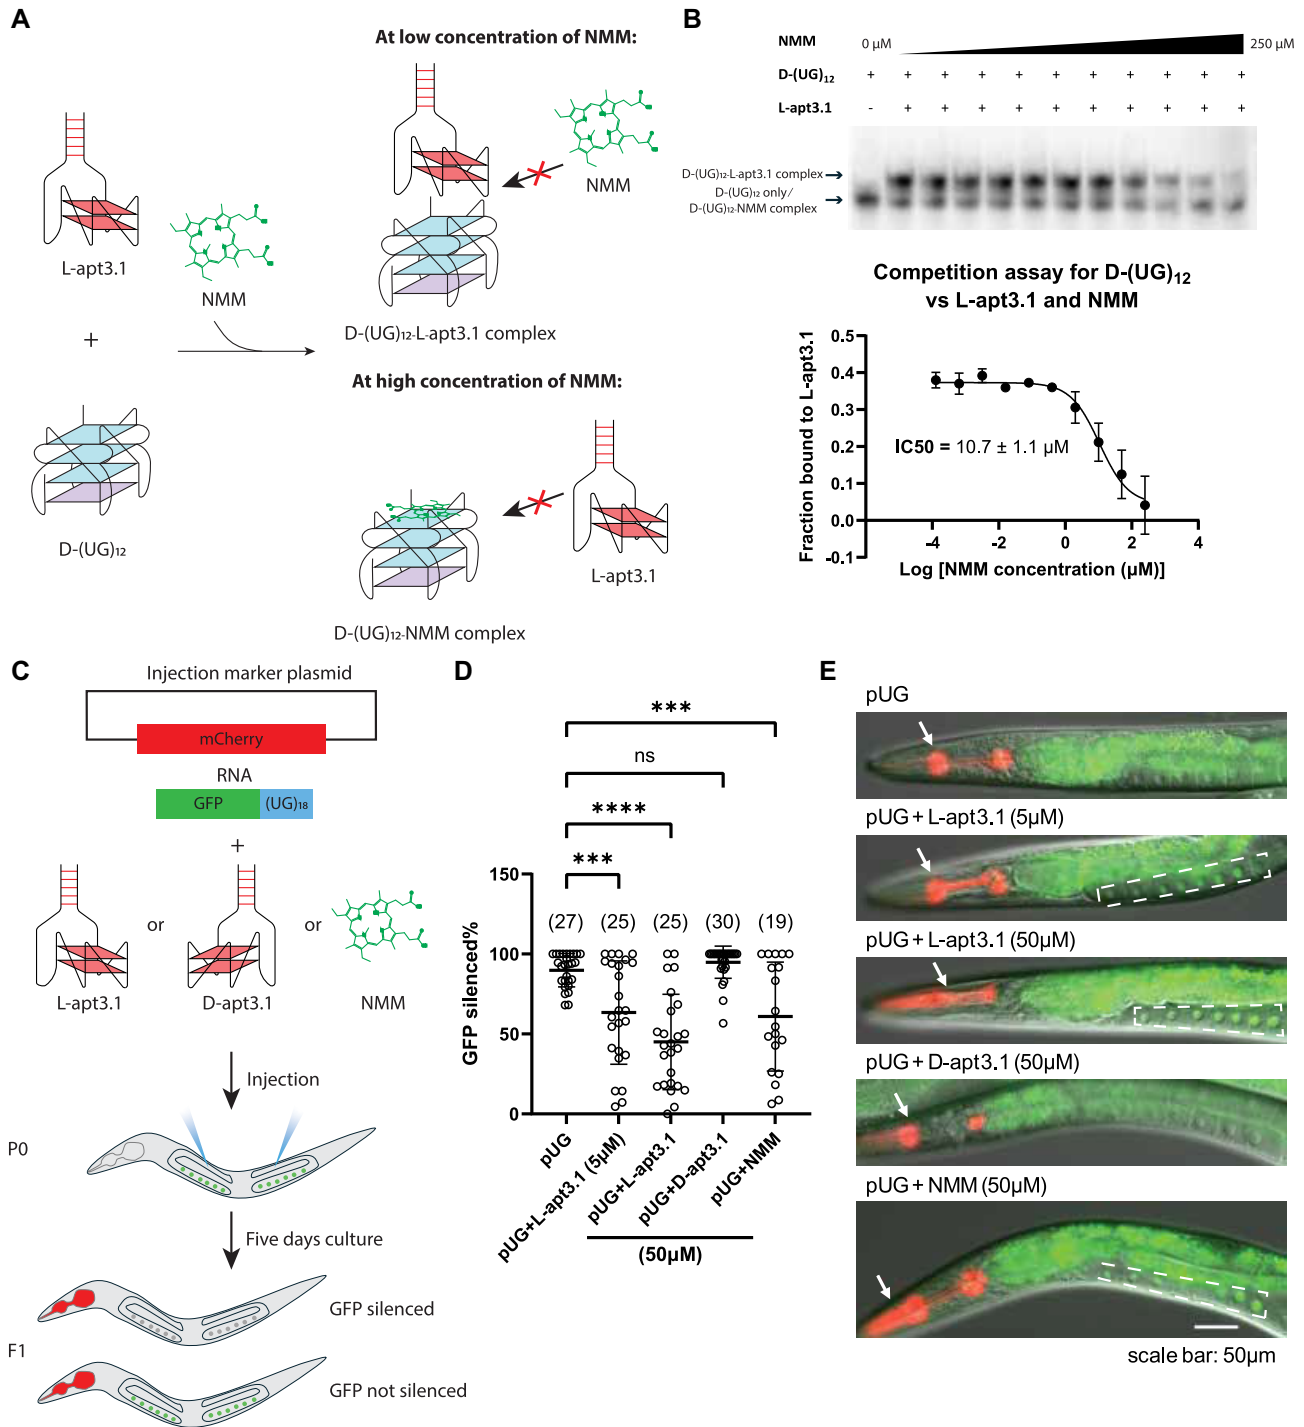 A
At low concentration of NMM:
L-apt3.1
NMM
NMM
+
D-(UG)₁₂-L-apt3.1 complex
At high concentration of NMM:
D-(UG)₁₂
L-apt3.1
D-(UG)₁₂-NMM complex
B
NMM 0 µM 250 µM
D-(UG)₁₂ + + + + + + + + + + +
L-apt3.1 - + + + + + + + + + +
D-(UG)₁₂-L-apt3.1 complex
D-(UG)₁₂ only/
D-(UG)₁₂-NMM complex
Competition assay for D-(UG)₁₂
vs L-apt3.1 and NMM
Fraction bound to L-apt3.1
0.5
0.4
0.3
0.2
0.1
0.0
-0.1
IC50 = 10.7 ± 1.1 µM
-4 -2 0 2 4
Log [NMM concentration (µM)]
C
Injection marker plasmid
mCherry
RNA
GFP (UG)₁₈
+
or
or
L-apt3.1
D-apt3.1
NMM
Injection
P0
Five days culture
GFP silenced
F1
GFP not silenced
D
***
ns
****
***
GFP silenced%
150
100
50
0
(27) (25) (25) (30) (19)
pUG
pUG+L-apt3.1 (5µM)
pUG+L-apt3.1
pUG+D-apt3.1
pUG+NMM
(50µM)
E
pUG
pUG + L-apt3.1 (5µM)
pUG + L-apt3.1 (50µM)
pUG + D-apt3.1 (50µM)
pUG + NMM (50µM)
scale bar: 50µm